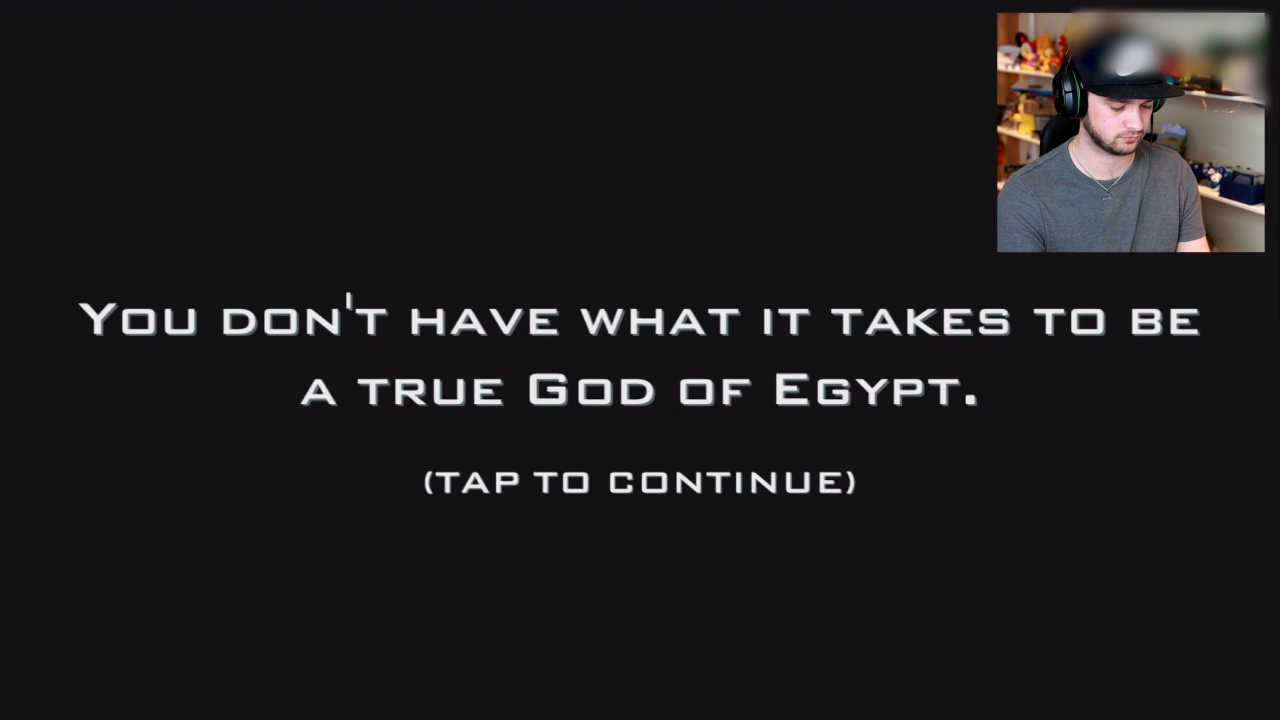 You don't have what it takes to be
a true God of Egypt.
(tap to continue)